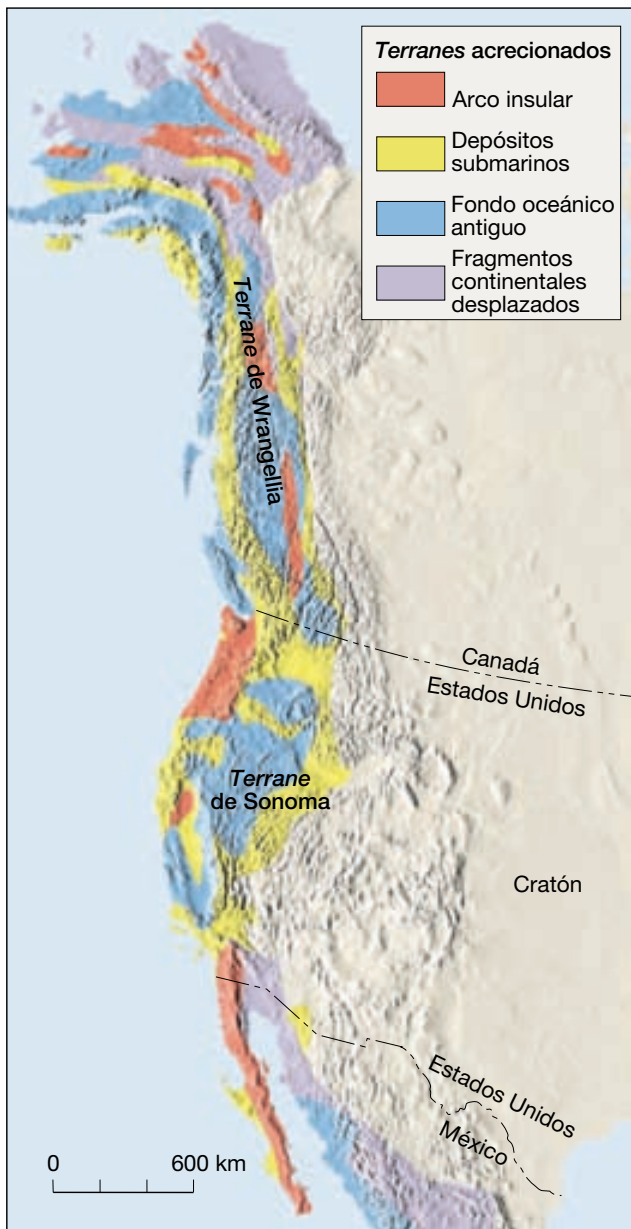 Terranes acrecionados
Arco insular
Depósitos
submarinos
Fondo oceánico
antiguo
Fragmentos
continentales
desplazados
Terrane de Wrangellia
Canadá
Estados Unidos
Terrane
de Sonoma
Cratón
Estados Unidos
México
0 600 km